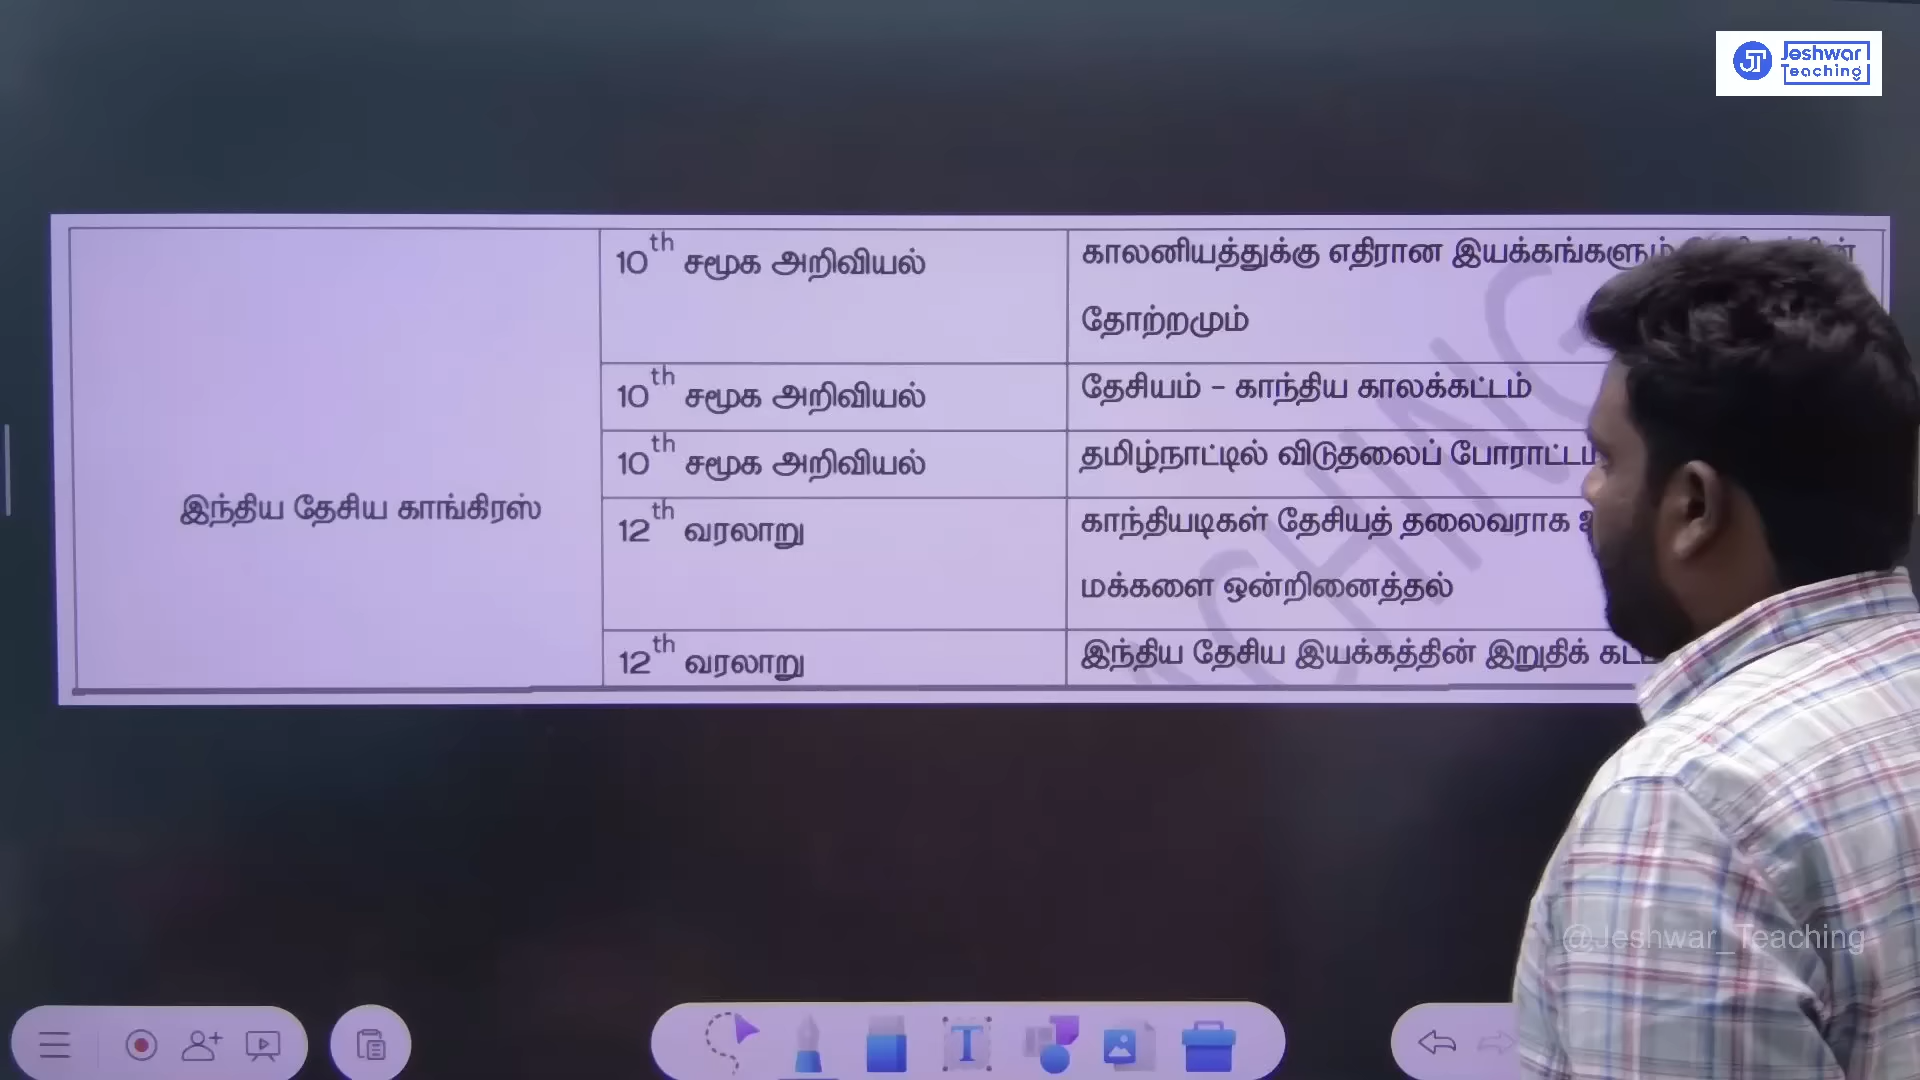 Jeshwar
Teaching
10th சமூக அறிவியல்
காலனியத்துக்கு எதிரான இயக்கங்களும்
தோற்றமும்
10th சமூக அறிவியல்
தேசியம் – காந்திய காலக்கட்டம்
10th சமூக அறிவியல்
தமிழ்நாட்டில் விடுதலைப்
இந்திய தேசிய காங்கிரஸ்
12th வரலாறு
காந்தியடிகள் தேசியத் தலைவராக
மக்களை ஒன்றினைத்தல்
12th வரலாறு
இந்திய தேசிய இயக்கத்தின் இறுதிக்
ACHING
@Jeshwar_Teaching
T